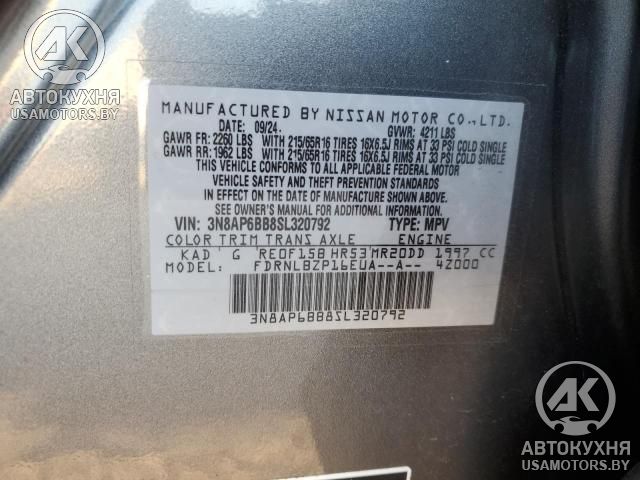 АК
АВТОКУХНЯ
USAMOTORS.BY
MANUFACTURED BY NISSAN MOTOR CO.,LTD.
DATE: 09/24. GVWR: 4211 LBS
GAWR FR: 2260 LBS WITH 215/65R16 TIRES 16X6.5J RIMS AT 33 PSI COLD SINGLE
GAWR RR: 1962 LBS WITH 215/65R16 TIRES 16X6.5J RIMS AT 33 PSI COLD SINGLE
THIS VEHICLE CONFORMS TO ALL APPLICABLE FEDERAL MOTOR
VEHICLE SAFETY AND THEFT PREVENTION STANDARDS
IN EFFECT ON THE DATE OF MANUFACTURE SHOWN ABOVE.
SEE OWNER'S MANUAL FOR ADDITIONAL INFORMATION.
VIN: 3N8AP6BB8SL320792 TYPE: MPV
COLOR TRIM TRANS AXLE ENGINE
KAD G RE0F15B HR53 MR20DD 1997 CC
FDRNLBZP16EUA--A-- 4Z000
3N8AP6BB8SL320792
АК
АВТОКУХНЯ
USAMOTORS.BY